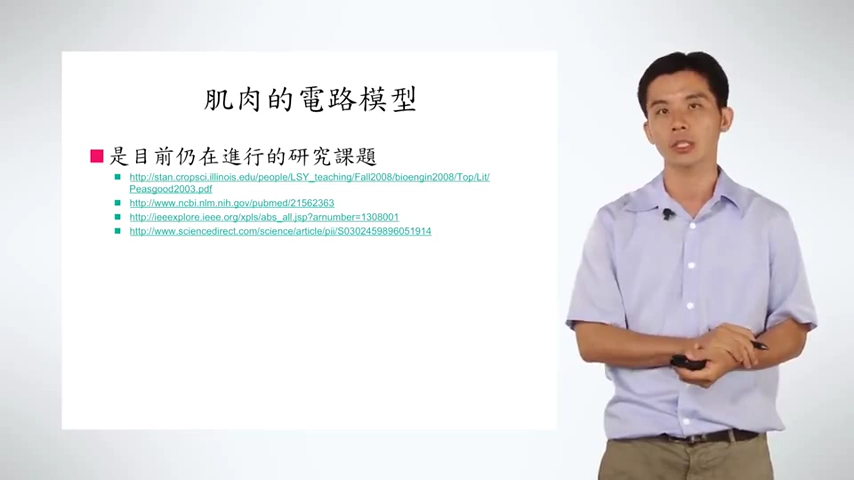 肌肉的電路模型
是目前仍在進行的研究課題
http://stan.cropsci.illinois.edu/people/LSY_teaching/Fall2008/bioengin2008/Top/Lit/
Peasgood2003.pdf
http://www.ncbi.nlm.nih.gov/pubmed/21562363
http://ieeexplore.ieee.org/xpls/abs_all.jsp?arnumber=1308001
http://www.sciencedirect.com/science/article/pii/S0302459896051914